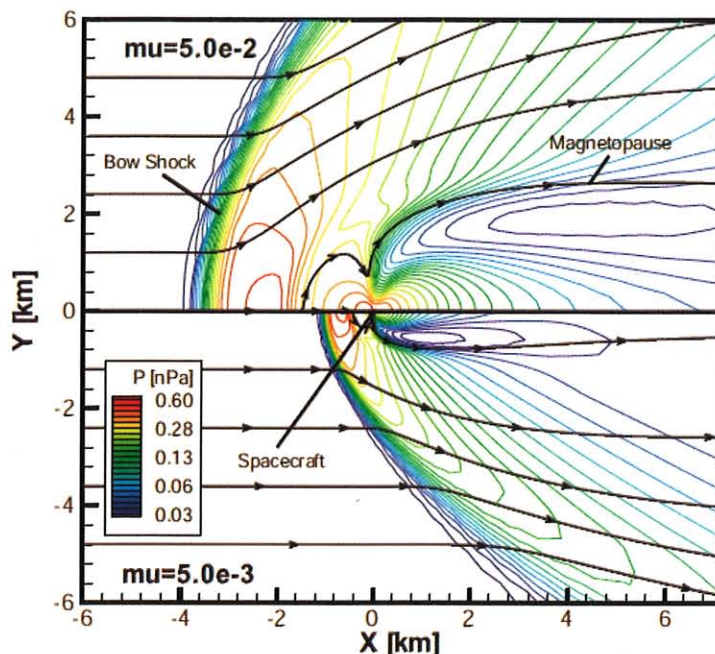 6
mu=5.0e-2
4
Magnetopause
Bow Shock
2
Y [km]
0
P [nPa]
0.60
0.28
0.13
0.06
0.03
-2
Spacecraft
-4
mu=5.0e-3
-6
-6 -4 -2 0 2 4 6
X [km]